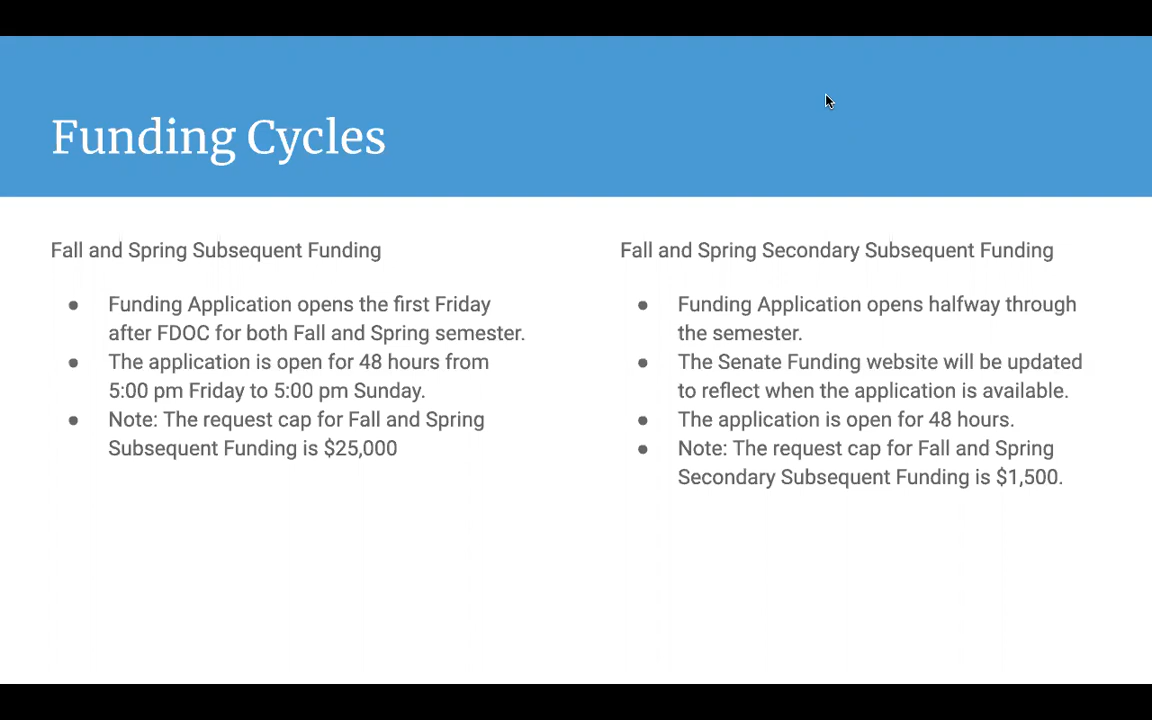 Funding Cycles
Fall and Spring Subsequent Funding
● Funding Application opens the first Friday
after FDOC for both Fall and Spring semester.
● The application is open for 48 hours from
5:00 pm Friday to 5:00 pm Sunday.
● Note: The request cap for Fall and Spring
Subsequent Funding is $25,000
Fall and Spring Secondary Subsequent Funding
● Funding Application opens halfway through
the semester.
● The Senate Funding website will be updated
to reflect when the application is available.
● The application is open for 48 hours.
● Note: The request cap for Fall and Spring
Secondary Subsequent Funding is $1,500.